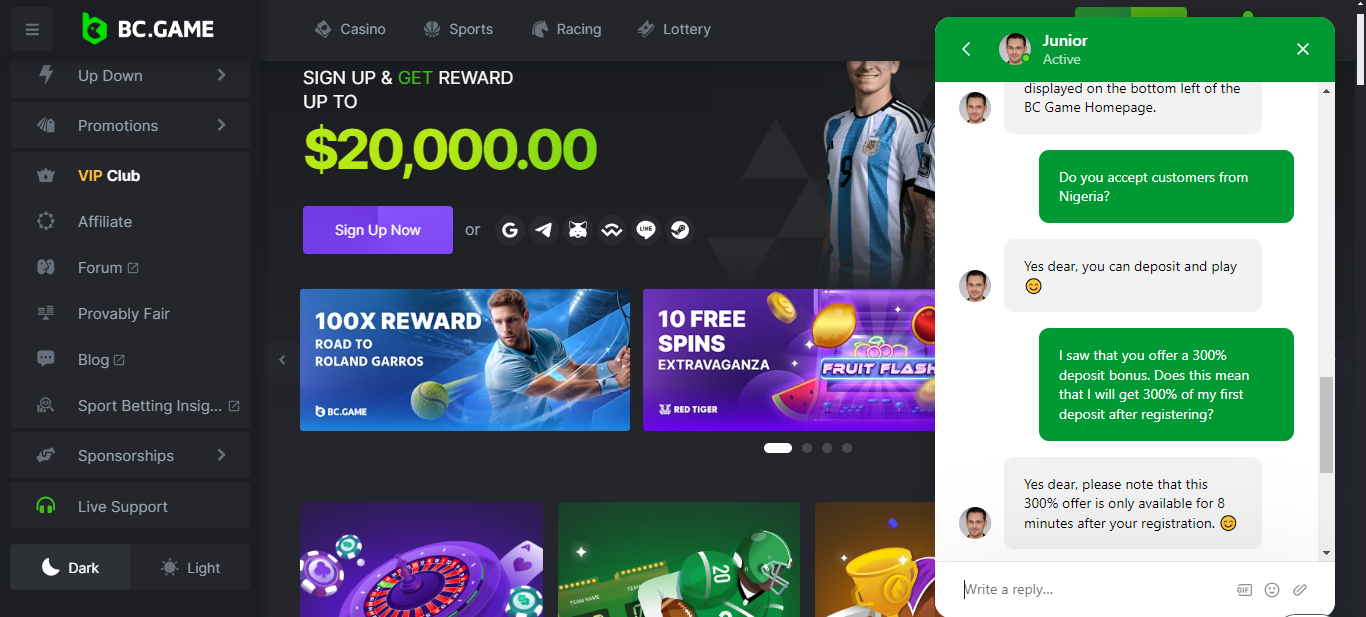 BC.GAME
Casino
Sports
Racing
Lottery
Up Down
Promotions
VIP Club
Affiliate
Forum
Provably Fair
Blog
Sport Betting Insig...
Sponsorships
Live Support
Dark
Light
SIGN UP & GET REWARD
UP TO
$20,000.00
Sign Up Now
or
G
LINE
9
100X REWARD
ROAD TO
ROLAND GARROS
BC.GAME
10 FREE
SPINS
EXTRAVAGANZA
RED TIGER
FRUIT FLASH
A
TEAM NAME
TEAM NAME
20
Junior
Active
displayed on the bottom left of the
BC Game Homepage.
Do you accept customers from
Nigeria?
Yes dear, you can deposit and play
I saw that you offer a 300%
deposit bonus. Does this mean
that I will get 300% of my first
deposit after registering?
Yes dear, please note that this
300% offer is only available for 8
minutes after your registration.
Write a reply...
GIF